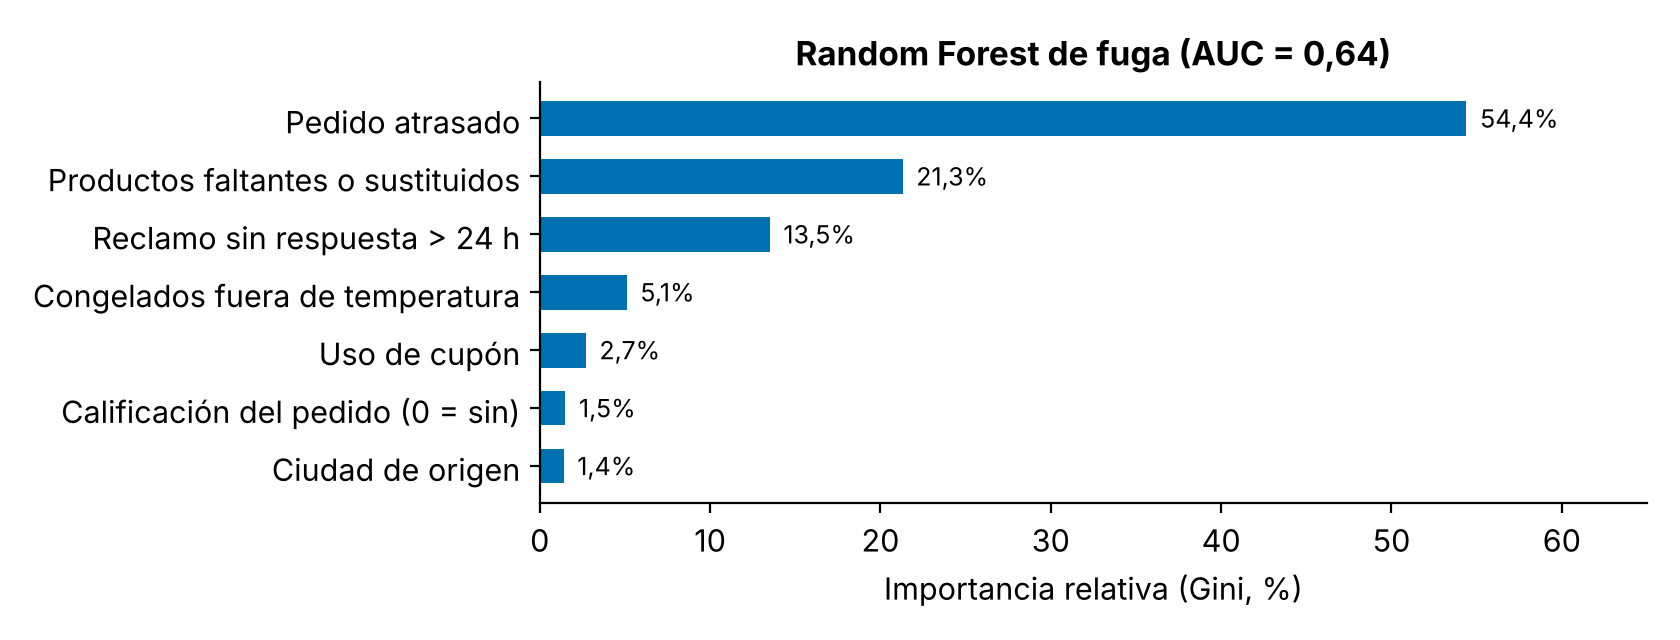 Random Forest de fuga (AUC = 0,64)
Pedido atrasado 54,4%
Productos faltantes o sustituidos 21,3%
Reclamo sin respuesta > 24 h 13,5%
Congelados fuera de temperatura 5,1%
Uso de cupón 2,7%
Calificación del pedido (0 = sin) 1,5%
Ciudad de origen 1,4%
0 10 20 30 40 50 60
Importancia relativa (Gini, %)